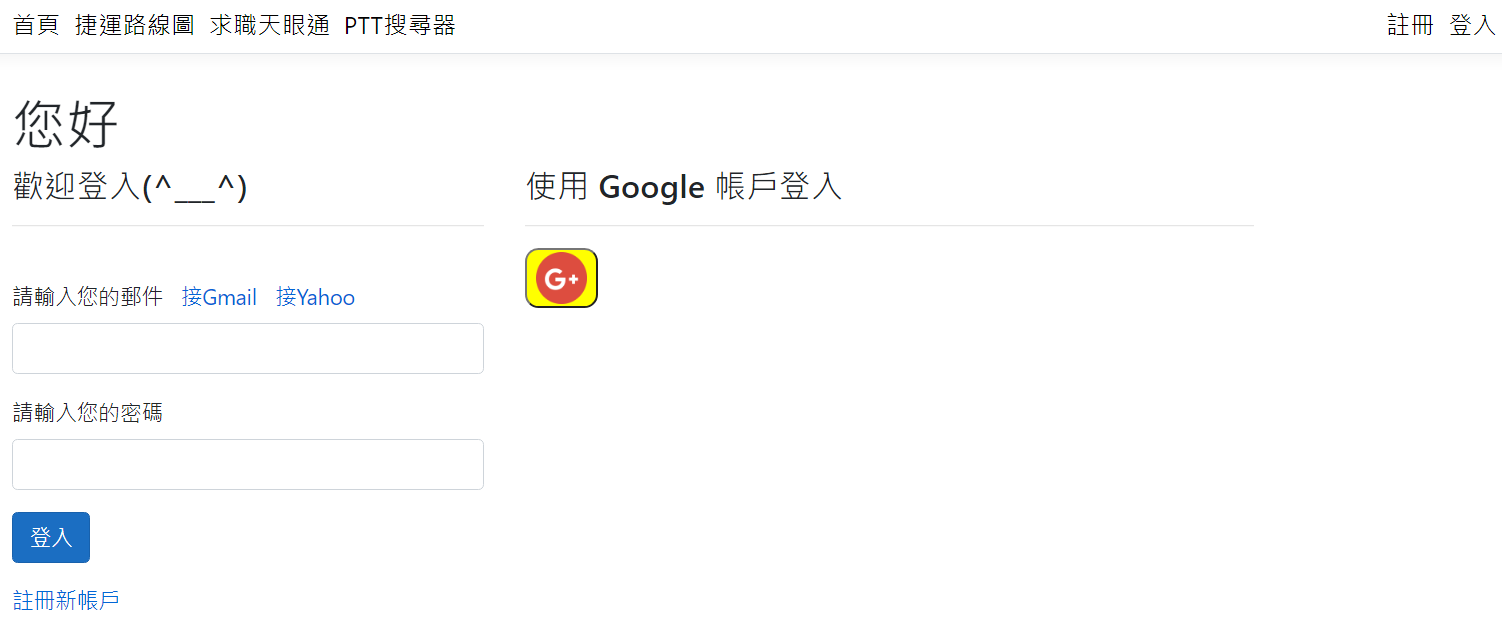 首頁 捷運路線圖 求職天眼通 PTT搜尋器 註冊 登入
您好
歡迎登入(^___^)
使用 Google 帳戶登入
G+
請輸入您的郵件 接Gmail 接Yahoo
請輸入您的密碼
登入
註冊新帳戶